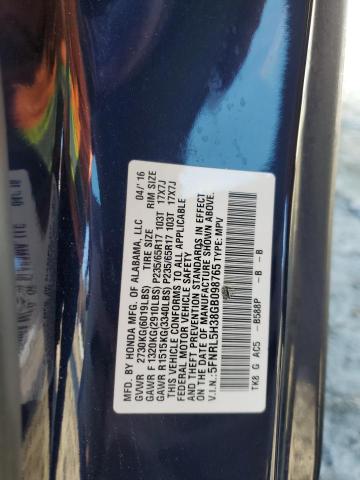 MFD. BY HONDA MFG. OF ALABAMA, LLC 04/'16
GVWR 2730KG(6019LBS) TIRE SIZE RIM SIZE
GAWR F 1320KG(2910LBS) P235/65R17 103T 17X7J
GAWR R 1515KG(3340LBS) P235/65R17 103T 17X7J
THIS VEHICLE CONFORMS TO ALL APPLICABLE
FEDERAL MOTOR VEHICLE SAFETY
AND THEFT PREVENTION STANDARDS IN EFFECT
ON THE DATE OF MANUFACTURE SHOWN ABOVE.
V.I.N.:5FNRL5H38GB098765 TYPE: MPV
TK8 G AC5 -B588P -B -B